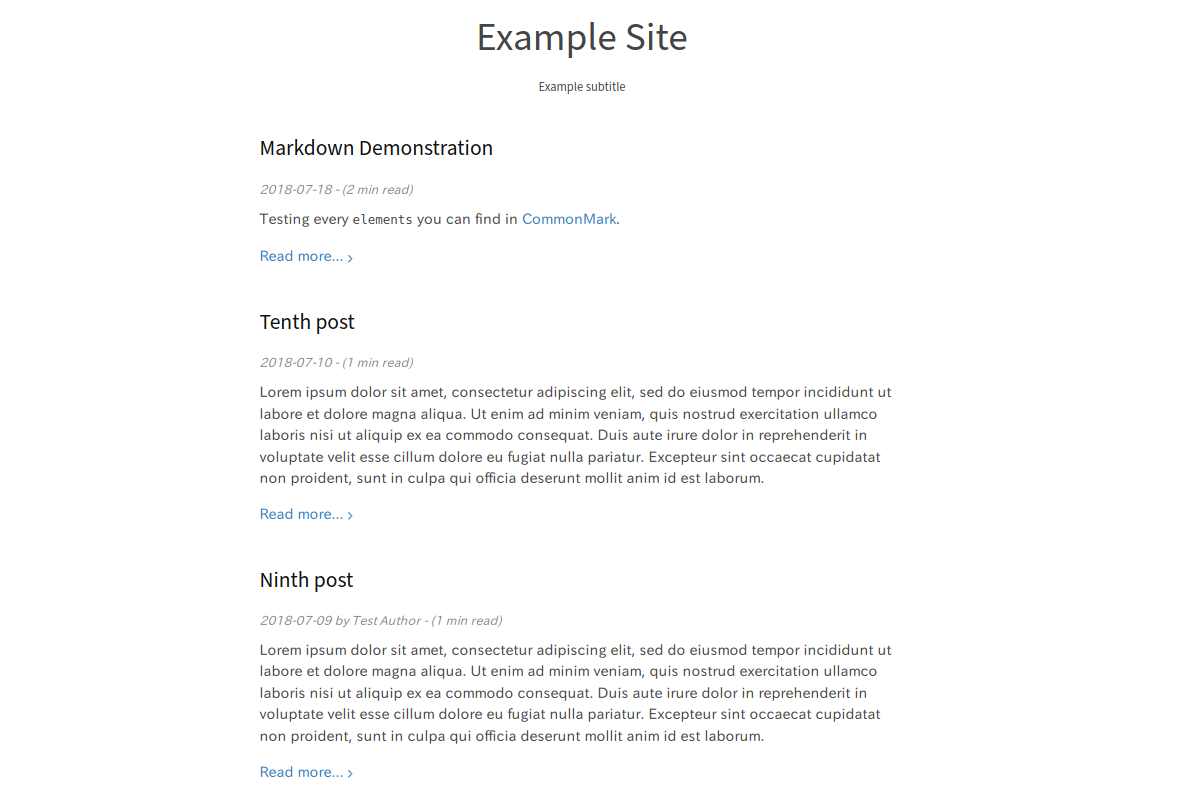 Example Site
Example subtitle
Markdown Demonstration
2018-07-18 - (2 min read)
Testing every elements you can find in CommonMark.
Read more... ›
Tenth post
2018-07-10 - (1 min read)
Lorem ipsum dolor sit amet, consectetur adipiscing elit, sed do eiusmod tempor incididunt ut
labore et dolore magna aliqua. Ut enim ad minim veniam, quis nostrud exercitation ullamco
laboris nisi ut aliquip ex ea commodo consequat. Duis aute irure dolor in reprehenderit in
voluptate velit esse cillum dolore eu fugiat nulla pariatur. Excepteur sint occaecat cupidatat
non proident, sunt in culpa qui officia deserunt mollit anim id est laborum.
Read more... ›
Ninth post
2018-07-09 by Test Author - (1 min read)
Lorem ipsum dolor sit amet, consectetur adipiscing elit, sed do eiusmod tempor incididunt ut
labore et dolore magna aliqua. Ut enim ad minim veniam, quis nostrud exercitation ullamco
laboris nisi ut aliquip ex ea commodo consequat. Duis aute irure dolor in reprehenderit in
voluptate velit esse cillum dolore eu fugiat nulla pariatur. Excepteur sint occaecat cupidatat
non proident, sunt in culpa qui officia deserunt mollit anim id est laborum.
Read more... ›